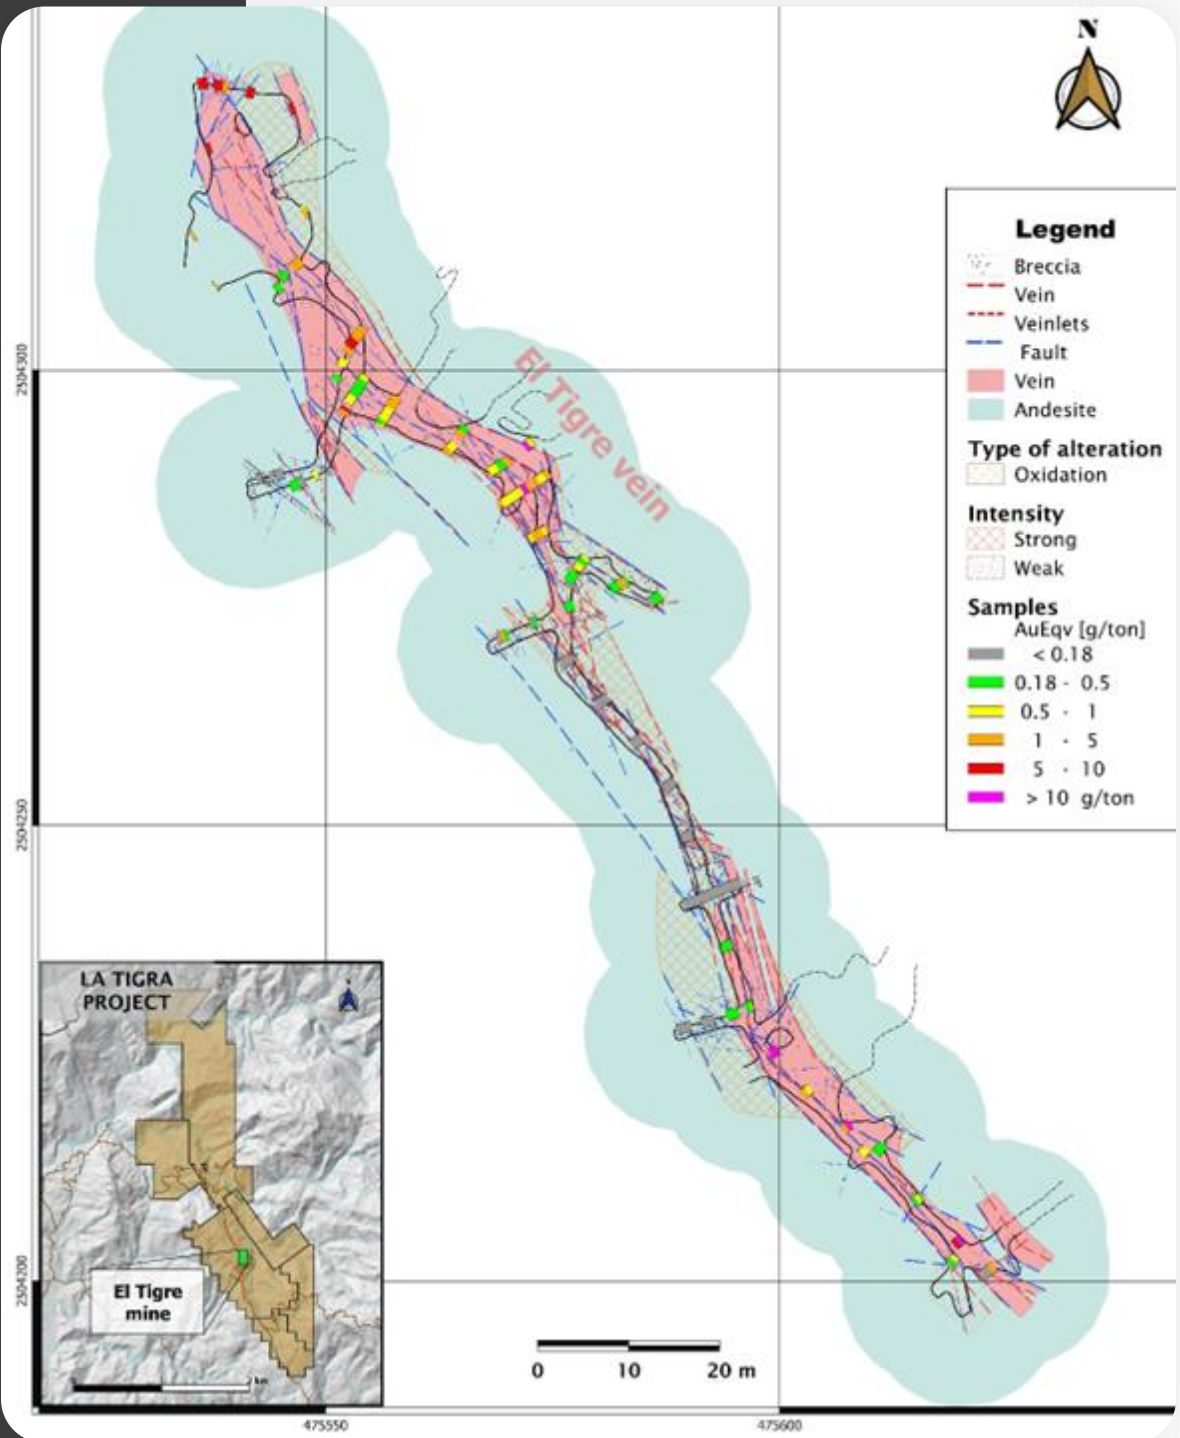 N
Legend
Breccia
Vein
Veinlets
Fault
Vein
Andesite
Type of alteration
Oxidation
Intensity
Strong
Weak
Samples
AuEqv [g/ton]
< 0.18
0.18 - 0.5
0.5 - 1
1 - 5
5 - 10
> 10 g/ton
El Tigre vein
2504300
2504250
2504200
LA TIGRA
PROJECT
El Tigre
mine
km
0 10 20 m
475550
475600